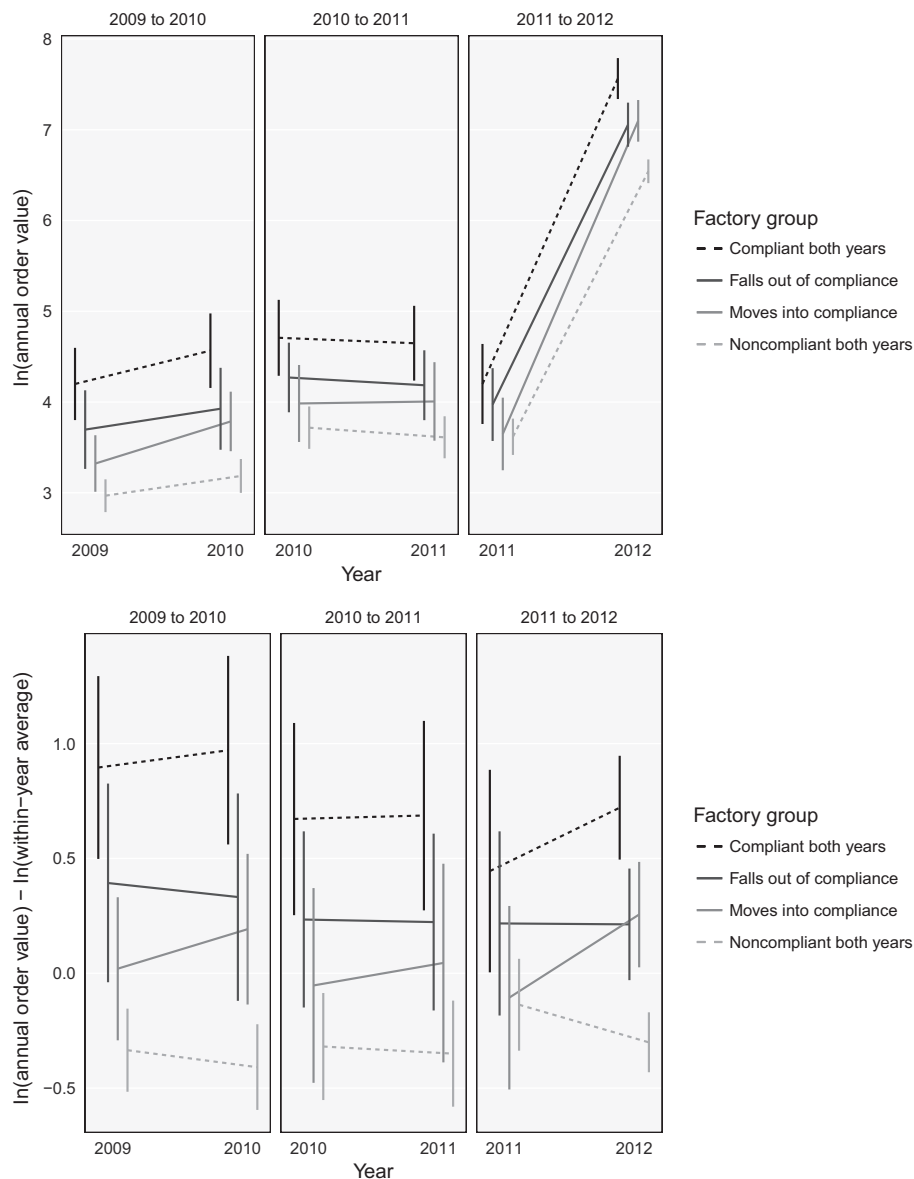 2009 to 2010
2010 to 2011
2011 to 2012
ln(annual order value)
8
7
6
5
4
3
2009
2010
2010
2011
2011
2012
Year
Factory group
Compliant both years
Falls out of compliance
Moves into compliance
Noncompliant both years
2009 to 2010
2010 to 2011
2011 to 2012
ln(annual order value) − ln(within−year average)
1.0
0.5
0.0
−0.5
2009
2010
2010
2011
2011
2012
Year
Factory group
Compliant both years
Falls out of compliance
Moves into compliance
Noncompliant both years